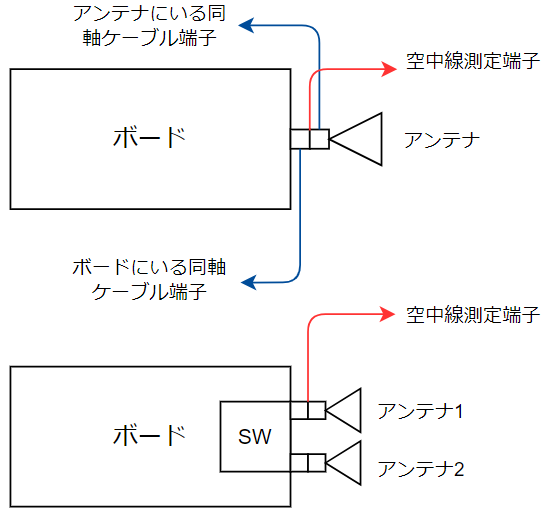 アンテナにいる同
軸ケーブル端子
空中線測定端子
ボード
アンテナ
ボードにいる同軸
ケーブル端子
空中線測定端子
ボード
SW
アンテナ1
アンテナ2